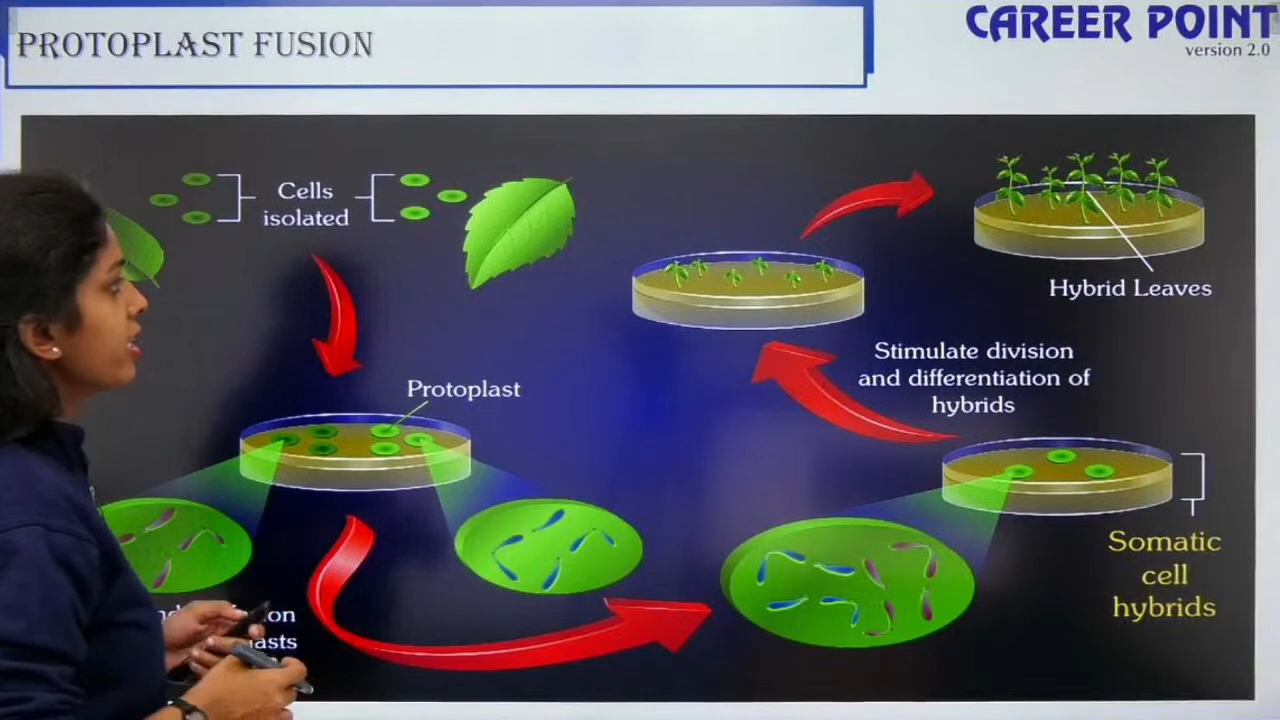 PROTOPLAST FUSION
CAREER POINT
version 2.0
Cells
isolated
Protoplast
Hybrid Leaves
Stimulate division
and differentiation of
hybrids
Somatic
cell
hybrids